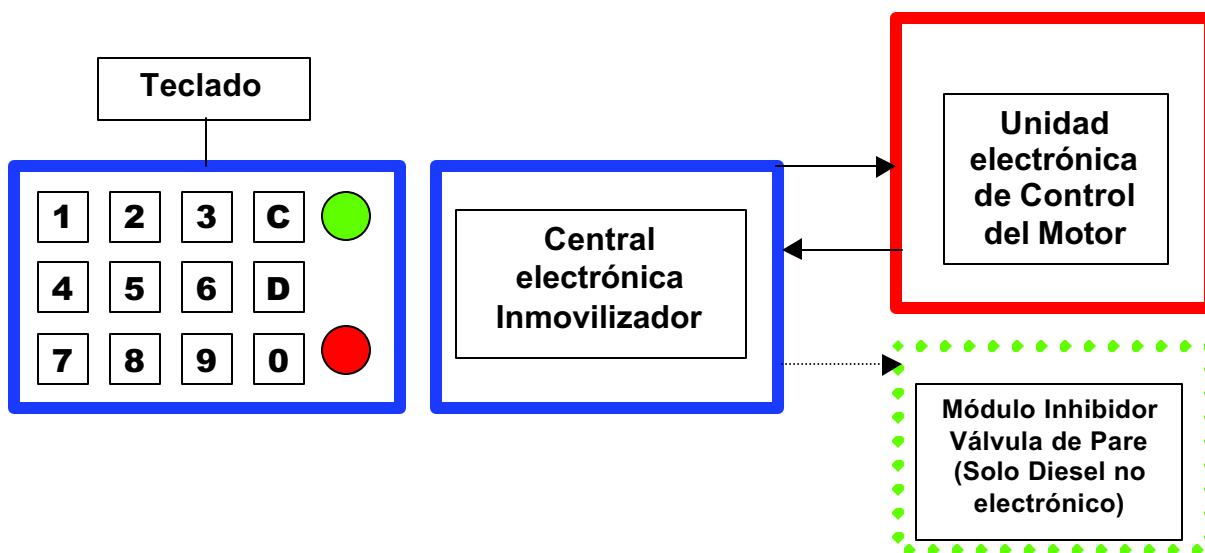 Teclado
1 2 3 C
4 5 6 D
7 8 9 0
Central
electrónica
Inmovilizador
Unidad
electrónica
de Control
del Motor
Módulo Inhibidor
Válvula de Pare
(Solo Diesel no
electrónico)